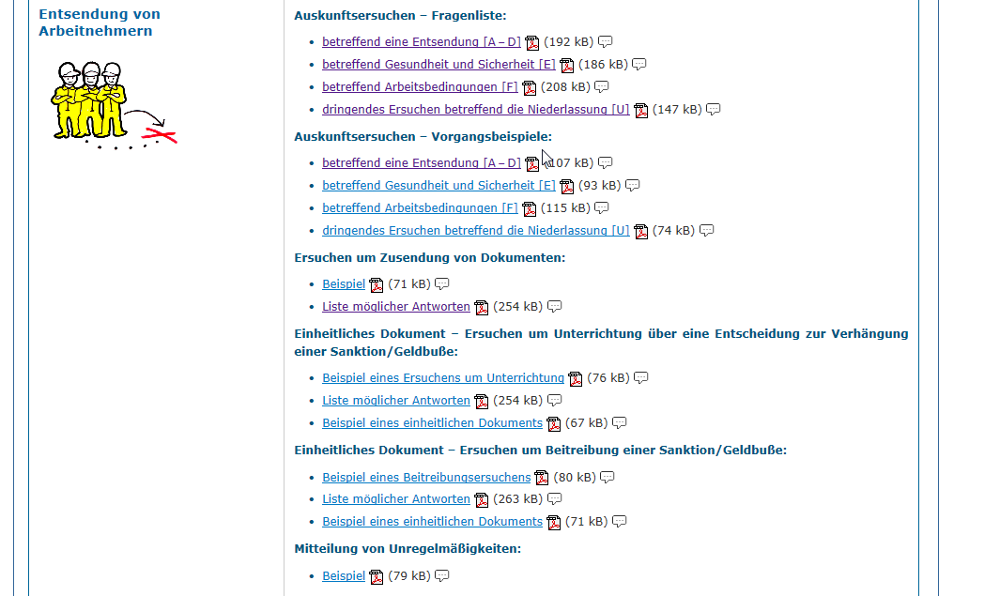 Entsendung von
Arbeitnehmern
Auskunftsersuchen – Fragenliste:
• betreffend eine Entsendung [A – D] (192 kB)
• betreffend Gesundheit und Sicherheit [E] (186 kB)
• betreffend Arbeitsbedingungen [F] (208 kB)
• dringendes Ersuchen betreffend die Niederlassung [U] (147 kB)
Auskunftsersuchen – Vorgangsbeispiele:
• betreffend eine Entsendung [A – D] (107 kB)
• betreffend Gesundheit und Sicherheit [E] (93 kB)
• betreffend Arbeitsbedingungen [F] (115 kB)
• dringendes Ersuchen betreffend die Niederlassung [U] (74 kB)
Ersuchen um Zusendung von Dokumenten:
• Beispiel (71 kB)
• Liste möglicher Antworten (254 kB)
Einheitliches Dokument – Ersuchen um Unterrichtung über eine Entscheidung zur Verhängung
einer Sanktion/Geldbuße:
• Beispiel eines Ersuchens um Unterrichtung (76 kB)
• Liste möglicher Antworten (254 kB)
• Beispiel eines einheitlichen Dokuments (67 kB)
Einheitliches Dokument – Ersuchen um Beitreibung einer Sanktion/Geldbuße:
• Beispiel eines Beitreibungsersuchens (80 kB)
• Liste möglicher Antworten (263 kB)
• Beispiel eines einheitlichen Dokuments (71 kB)
Mitteilung von Unregelmäßigkeiten:
• Beispiel (79 kB)